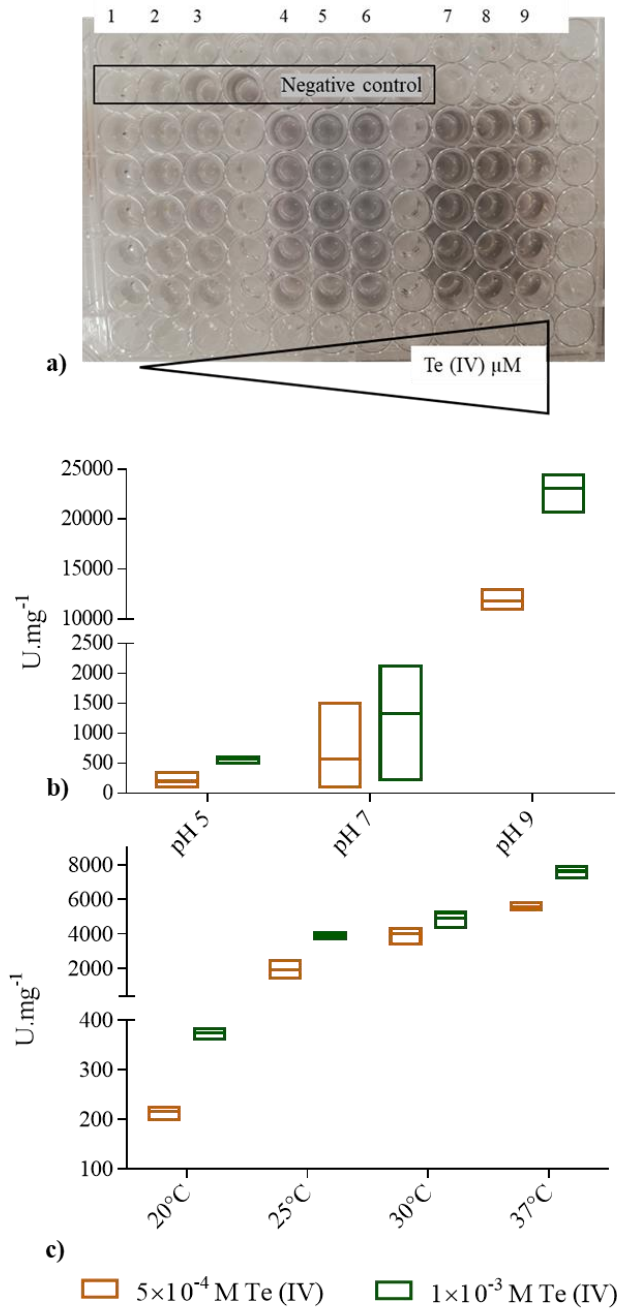 1 2 3 4 5 6 7 8 9
Negative control
Te (IV) µM
a)
25000
20000
15000
10000
2500
2000
1500
1000
500
0
U.mg⁻¹
b)
pH 5 pH 7 pH 9
8000
6000
4000
2000
400
300
200
100
U.mg⁻¹
20°C 25°C 30°C 37°C
c)
5×10⁻⁴ M Te (IV) 1×10⁻³ M Te (IV)